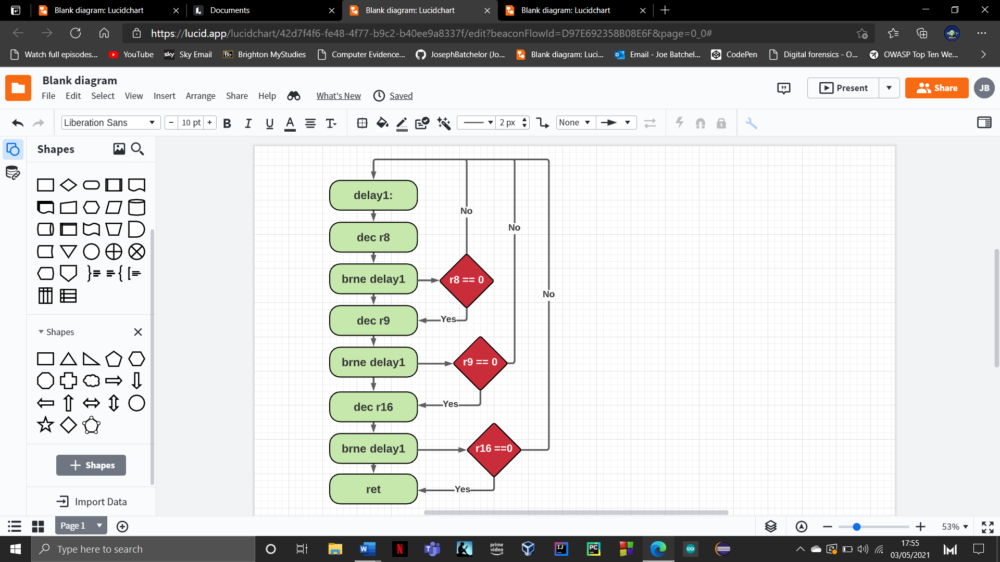 Blank diagram: Lucidchart
Documents
Blank diagram: Lucidchart
Blank diagram: Lucidchart
https://lucid.app/lucidchart/42d7f4f6-fe48-4f77-b9c2-b40ee9a8337f/edit?beaconFlowId=D97E692358B08E6F&page=0_0#
Watch full episodes... YouTube sky Sky Email Bb Brighton MyStudies Computer Evidence... JosephBatchelor (Jo... Blank diagram: Luci... Email - Joe Batchel... CodePen Digital forensics - O... OWASP Top Ten We...
Blank diagram
File Edit Select View Insert Arrange Share Help What's New Saved
Present
Share
JB
Liberation Sans
10 pt
B I U A T
2 px
None
Shapes
delay1:
dec r8
brne delay1
dec r9
brne delay1
dec r16
brne delay1
ret
r8 == 0
r9 == 0
r16 ==0
No
No
No
Yes
Yes
Yes
Shapes
Shapes
Import Data
Page 1
53%
Type here to search
prime
video
IJ
PC
17:55
03/05/2021